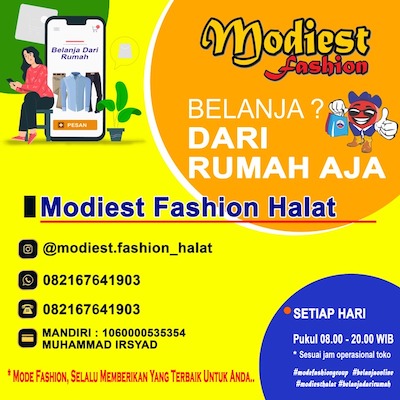 Belanja Dari
Rumah
PESAN
Modiest
Fashion
BELANJA ?
DARI
RUMAH AJA
Modiest Fashion Halat
@modiest.fashion_halat
082167641903
082167641903
MANDIRI : 1060000535354
MUHAMMAD IRSYAD
* Mode Fashion, Selalu Memberikan Yang Terbaik Untuk Anda..
SETIAP HARI
Pukul 08.00 - 20.00 WIB
* Sesuai jam operasional toko
#modefashiongroup #belanjaonline
#modiesthalat #belanjadarirumah